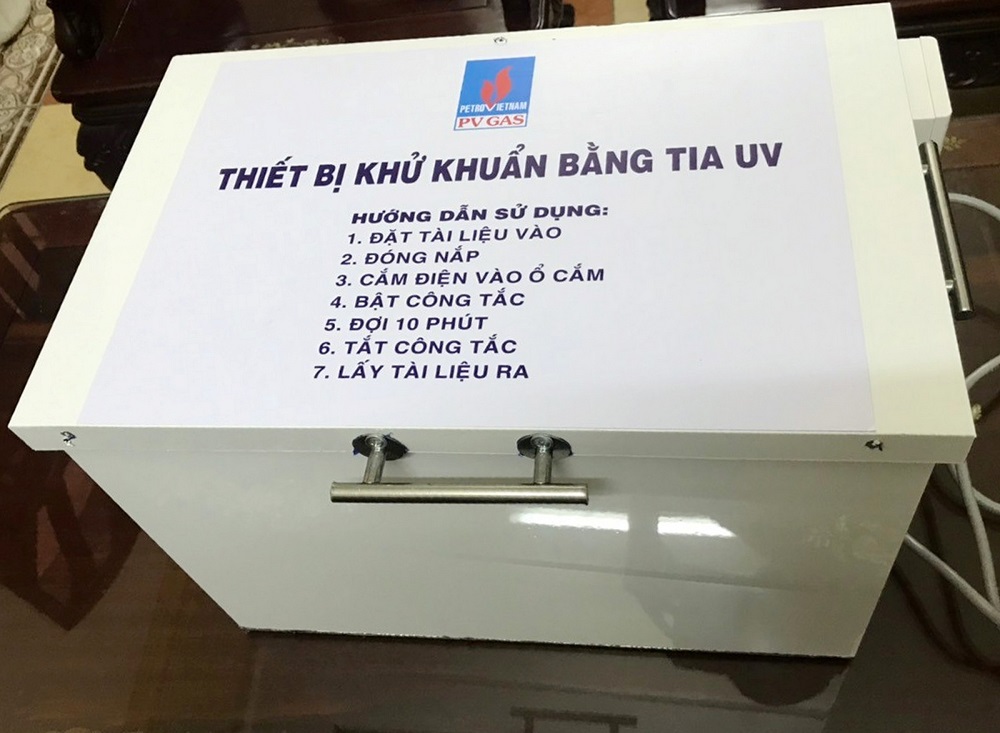 PETROVIETNAM
PV GAS
THIẾT BỊ KHỬ KHUẨN BẰNG TIA UV
HƯỚNG DẪN SỬ DỤNG:
1. ĐẶT TÀI LIỆU VÀO
2. ĐÓNG NẮP
3. CẮM ĐIỆN VÀO Ổ CẮM
4. BẬT CÔNG TẮC
5. ĐỢI 10 PHÚT
6. TẮT CÔNG TẮC
7. LẤY TÀI LIỆU RA